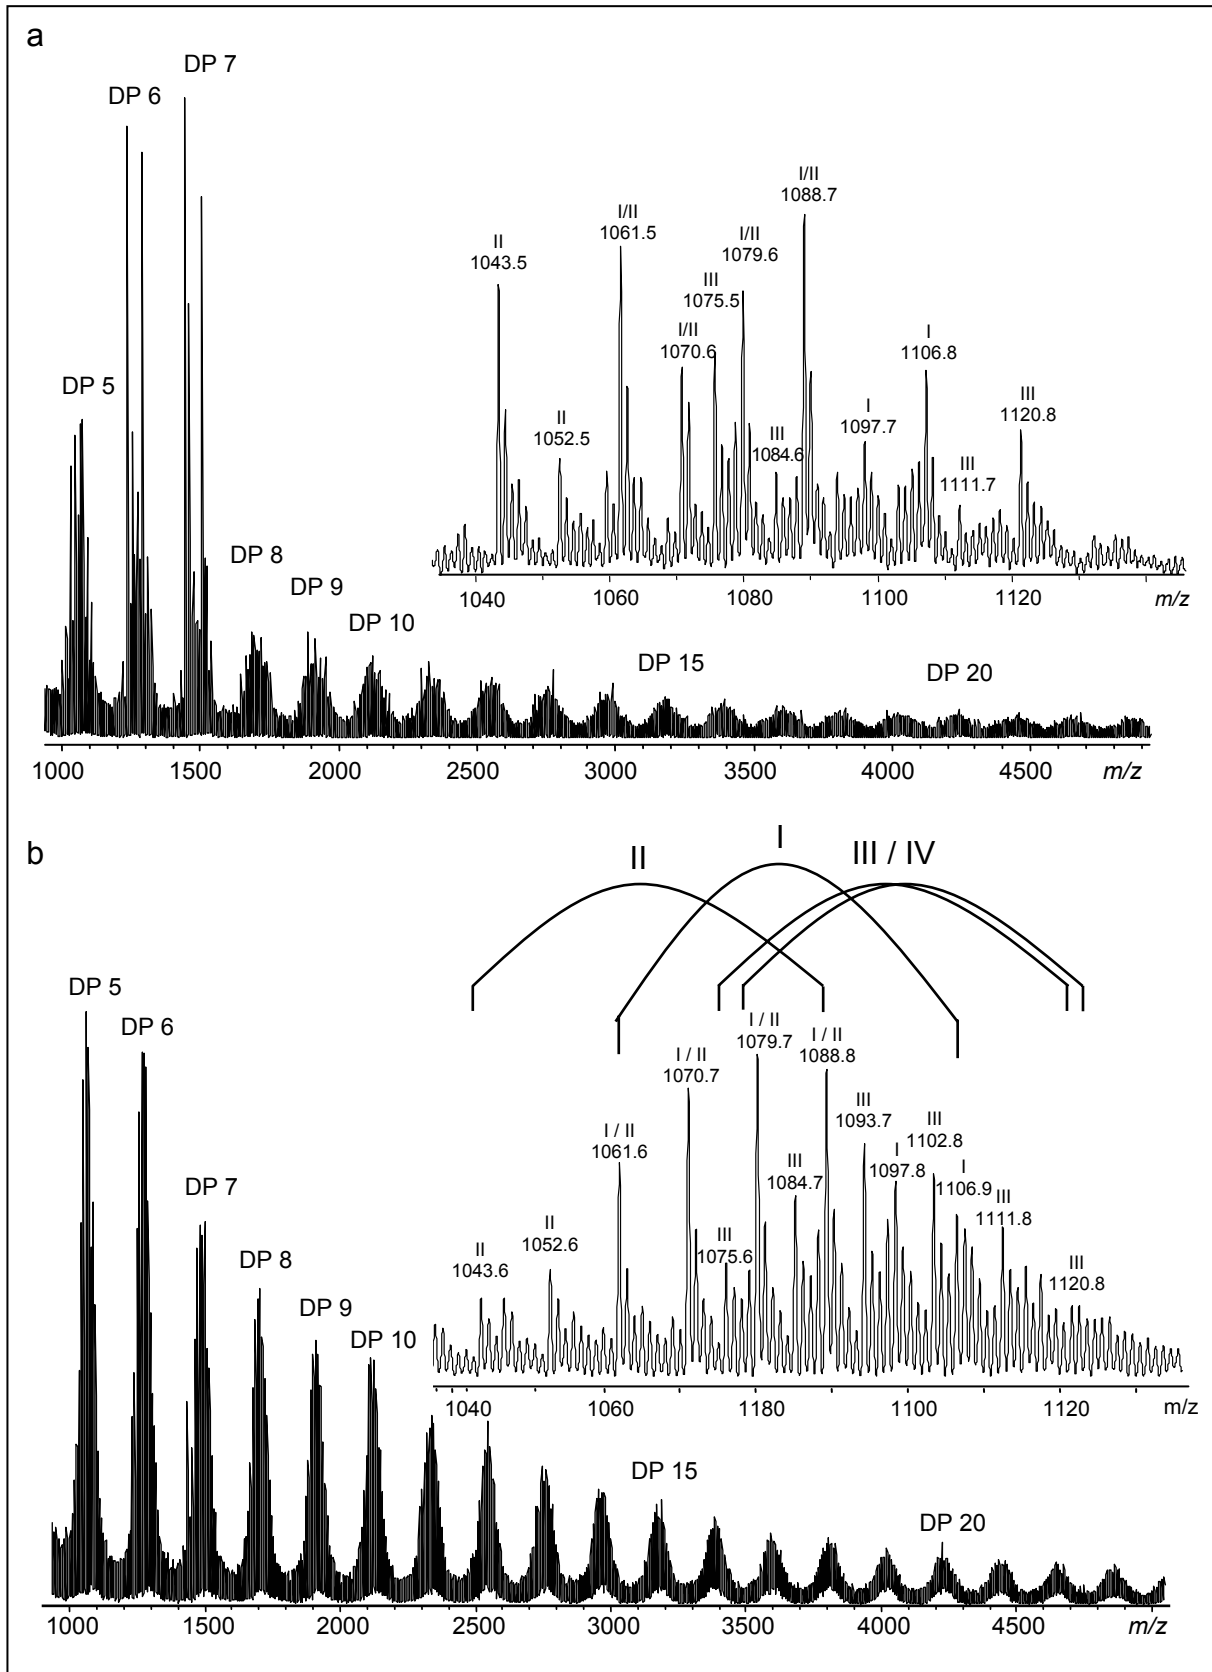 a
DP 7
DP 6
DP 5
DP 8
DP 9
DP 10
DP 15
DP 20
I/II
1088.7
I/II
1061.5
II
1043.5
I/II
1079.6
III
1075.5
I/II
1070.6
I
1106.8
III
1120.8
I
1097.7
II
1052.5
III
1084.6
III
1111.7
1040 1060 1080 1100 1120
m/z
1000 1500 2000 2500 3000 3500 4000 4500 m/z
b
II I III / IV
DP 5
DP 6
DP 7
DP 8
DP 9
DP 10
DP 15
DP 20
I / II
1079.7
I / II
1088.8
I / II
1070.7
III
1093.7
III
1102.8
I / II
1061.6
III
1084.7
I
1097.8
I
1106.9
III
1111.8
II
1052.6
III
1075.6
II
1043.6
III
1120.8
1040 1060 1180 1100 1120 m/z
1000 1500 2000 2500 3000 3500 4000 4500 m/z